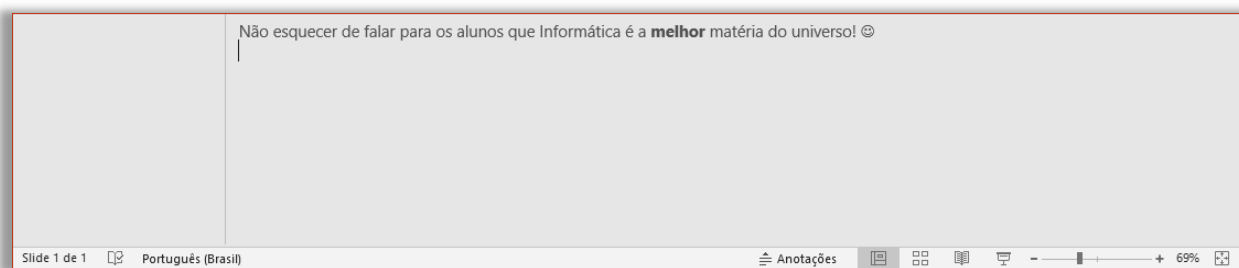 Não esquecer de falar para os alunos que Informática é a melhor matéria do universo! ☺
Slide 1 de 1 Português (Brasil) Anotações - + 69%